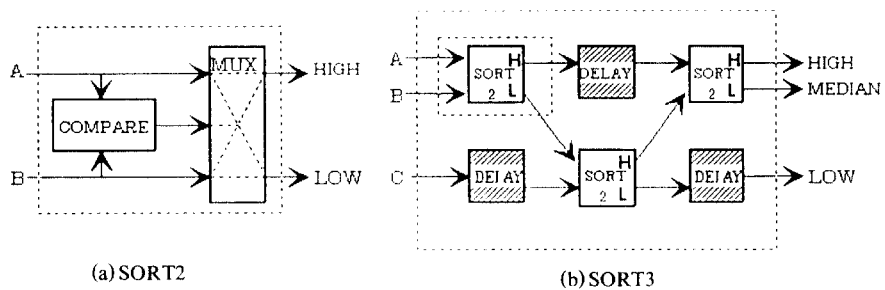 A
MUX
HIGH
COMPARE
B
LOW
(a) SORT2
A
B
SORT
2
H
L
DELAY
SORT
2
H
L
HIGH
MEDIAN
C
DELAY
SORT
2
H
L
DELAY
LOW
(b) SORT3